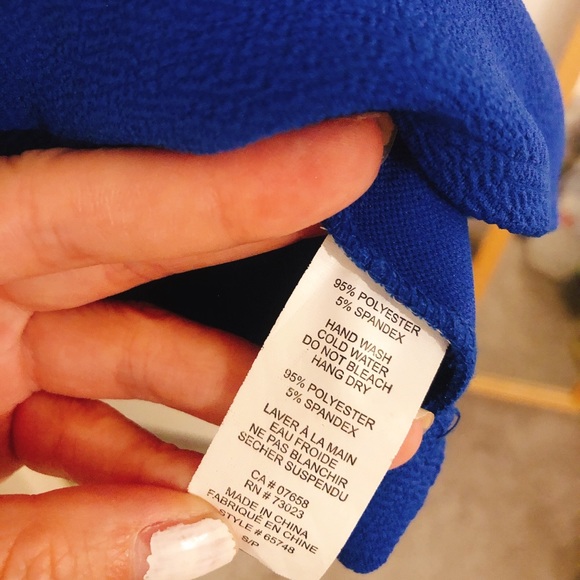 95% POLYESTER
5% SPANDEX
HAND WASH
COLD WATER
DO NOT BLEACH
HANG DRY
95% POLYESTER
5% SPANDEX
LAVER À LA MAIN
EAU FROIDE
NE PAS BLANCHIR
SECHER SUSPENDU
CA # 07658
RN # 73023
MADE IN CHINA
FABRIQUÉ EN CHINE
STYLE # 65748
S/P